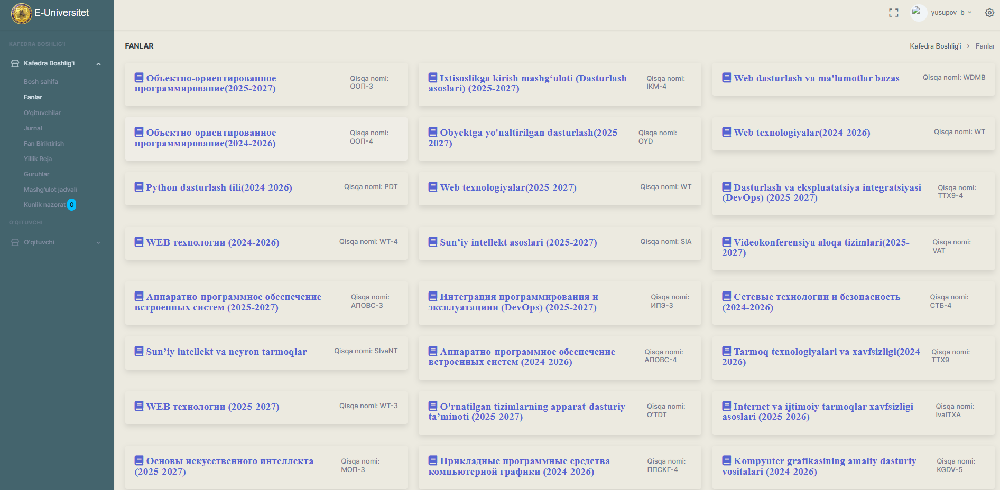 E-Universitet
yusupov_b
KAFEDRA BOSHLIG'I
Kafedra Boshlig'i
Bosh sahifa
Fanlar
O'qituvchilar
Jurnal
Fan Biriktirish
Yillik Reja
Guruhlar
Mashg'ulot jadvali
Kunlik nazorat 0
O'QITUVCHI
O'qituvchi
FANLAR
Kafedra Boshlig'i > Fanlar
Объектно-ориентированное
программирование(2025-2027)
Qisqa nomi:
ООП-3
Ixtisoslikga kirish mashg‘uloti (Dasturlash
asoslari) (2025-2027)
Qisqa nomi:
IKM-4
Web dasturlash va ma'lumotlar bazas
Qisqa nomi: WDMB
Объектно-ориентированное
программирование(2024-2026)
Qisqa nomi:
ООП-4
Obyektga yo'naltirilgan dasturlash(2025-
2027)
Qisqa nomi:
OYD
Web texnologiyalar(2024-2026)
Qisqa nomi: WT
Python dasturlash tili(2024-2026)
Qisqa nomi: PDT
Web texnologiyalar(2025-2027)
Qisqa nomi: WT
Dasturlash va ekspluatatsiya integratsiyasi
(DevOps) (2025-2027)
Qisqa nomi:
TTX9-4
WEB технологии (2024-2026)
Qisqa nomi: WT-4
Sun’iy intellekt asoslari (2025-2027)
Qisqa nomi: SIA
Videokonferensiya aloqa tizimlari(2025-
2027)
Qisqa nomi:
VAT
Аппаратно-программное обеспечение
встроенных систем (2025-2027)
Qisqa nomi:
АПОВС-3
Интеграция программирования и
эксплуатациии (DevOps) (2025-2027)
Qisqa nomi:
ИПЭ-3
Сетевые технологии и безопасность
(2024-2026)
Qisqa nomi:
СТБ-4
Sun’iy intellekt va neyron tarmoqlar
Qisqa nomi: SIvaNT
Аппаратно-программное обеспечение
встроенных систем (2024-2026)
Qisqa nomi:
АПОВС-4
Tarmoq texnologiyalari va xavfsizligi(2024-
2026)
Qisqa nomi:
TTX9
WEB технологии (2025-2027)
Qisqa nomi: WT-3
O'rnatilgan tizimlarning apparat-dasturiy
ta’minoti (2025-2027)
Qisqa nomi:
O'TDT
Internet va ijtimoiy tarmoqlar xavfsizligi
asoslari (2025-2026)
Qisqa nomi:
IvaITXA
Основы искусственного интеллекта
(2025-2027)
Qisqa nomi:
МОП-3
Прикладные программные средства
компьютерной графики (2024-2026)
Qisqa nomi:
ППСКГ-4
Kompyuter grafikasining amaliy dasturiy
vositalari (2024-2026)
Qisqa nomi:
KGDV-5